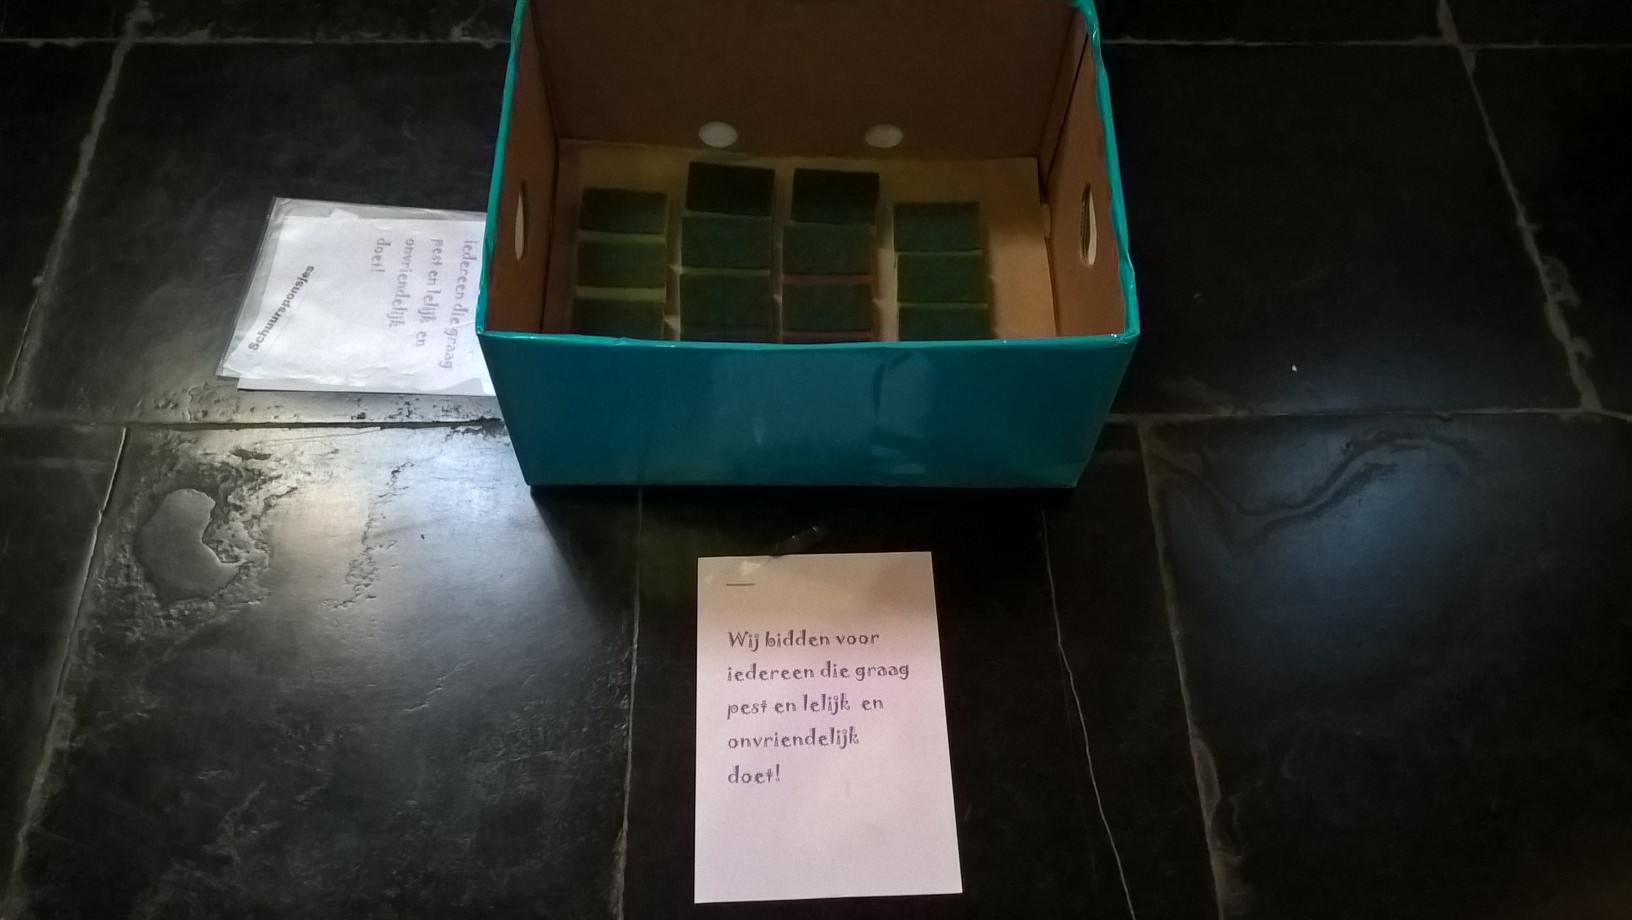 iedereen die graag
pest en lelijk en
onvriendelijk
doet!
Schuursponsjes
Wij bidden voor
iedereen die graag
pest en lelijk en
onvriendelijk
doet!